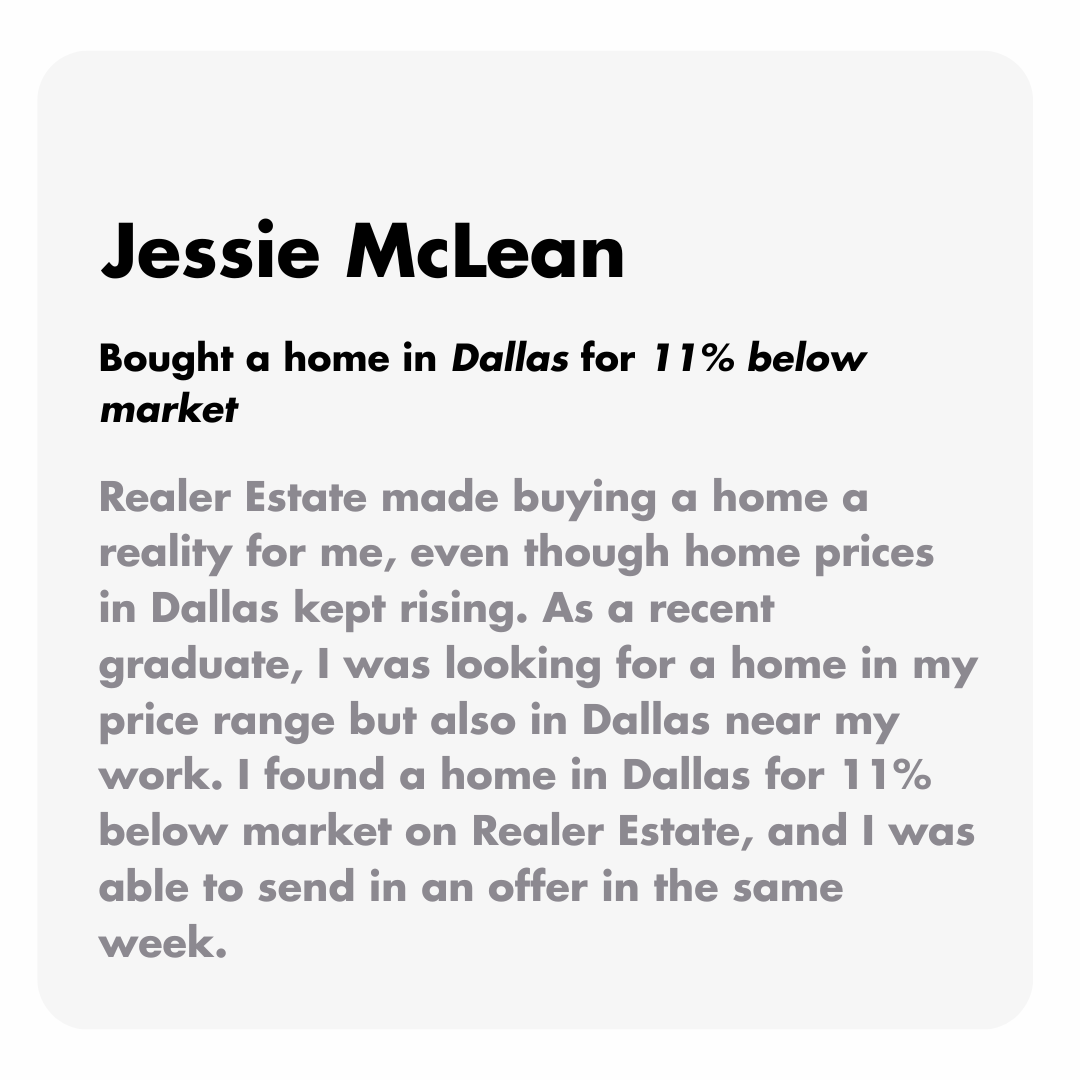 Jessie McLean
Bought a home in Dallas for 11% below
market
Realer Estate made buying a home a
reality for me, even though home prices
in Dallas kept rising. As a recent
graduate, I was looking for a home in my
price range but also in Dallas near my
work. I found a home in Dallas for 11%
below market on Realer Estate, and I was
able to send in an offer in the same
week.